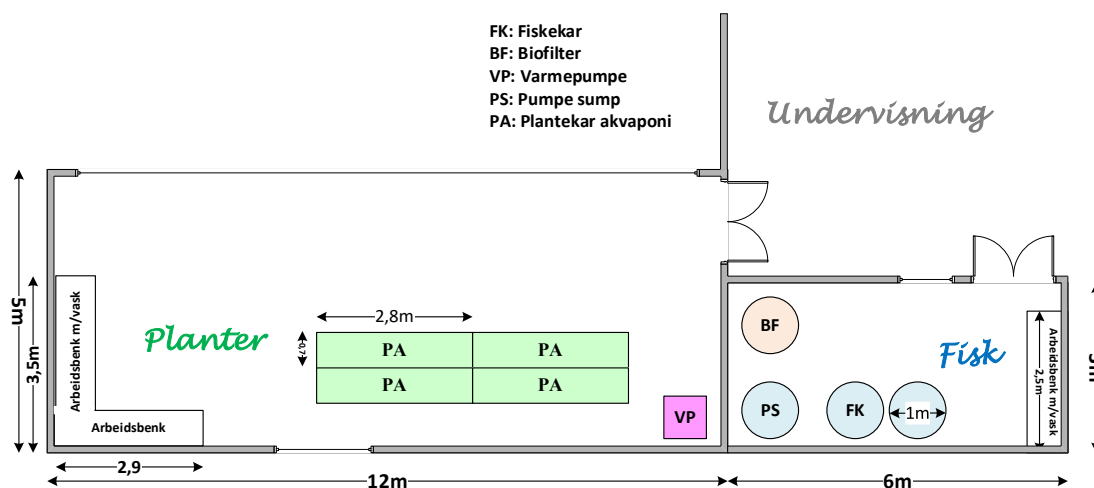 FK: Fiskekar
BF: Biofilter
VP: Varmepumpe
PS: Pumpe sump
PA: Plantekar akvaponi
Undervisning
5m
3,5m
Arbeidsbenk m/vask
Arbeidsbenk
2,9
Planter
2,8m
PA
PA
PA
PA
VP
12m
BF
PS
FK
1m
Fisk
Arbeidsbenk m/vask
2,5m
6m